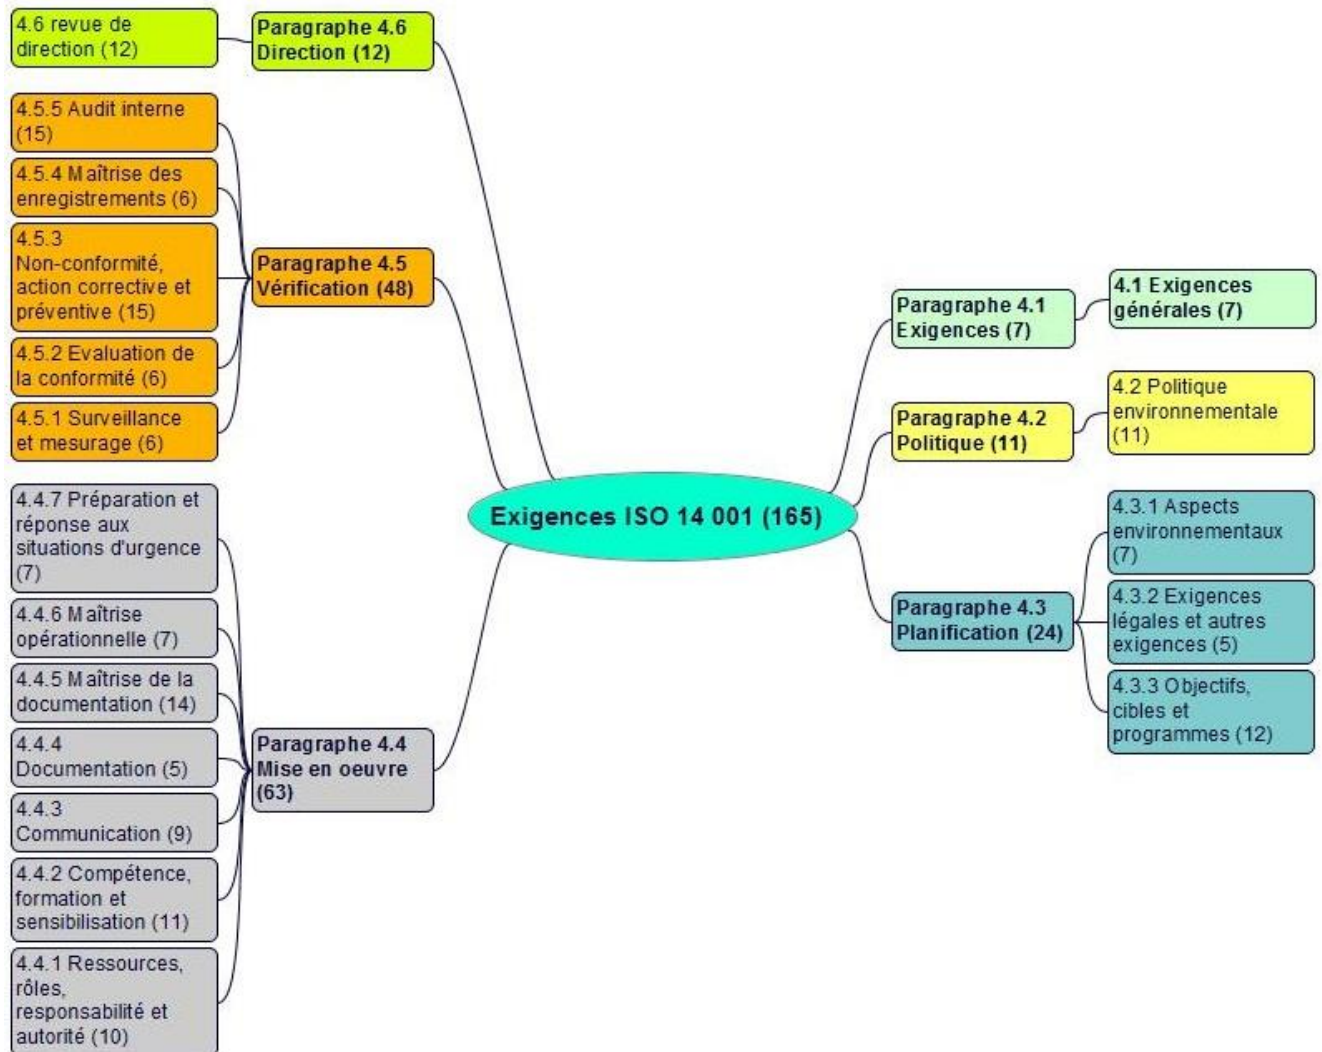 4.6 revue de
direction (12)
Paragraphe 4.6
Direction (12)
4.5.5 Audit interne
(15)
4.5.4 Maîtrise des
enregistrements (6)
4.5.3
Non-conformité,
action corrective et
préventive (15)
4.5.2 Evaluation de
la conformité (6)
4.5.1 Surveillance
et mesurage (6)
Paragraphe 4.5
Vérification (48)
4.4.7 Préparation et
réponse aux
situations d'urgence
(7)
4.4.6 Maîtrise
opérationnelle (7)
4.4.5 Maîtrise de la
documentation (14)
4.4.4
Documentation (5)
4.4.3
Communication (9)
4.4.2 Compétence,
formation et
sensibilisation (11)
4.4.1 Ressources,
rôles,
responsabilité et
autorité (10)
Paragraphe 4.4
Mise en oeuvre
(63)
Exigences ISO 14 001 (165)
Paragraphe 4.1
Exigences (7)
4.1 Exigences
générales (7)
Paragraphe 4.2
Politique (11)
4.2 Politique
environnementale
(11)
Paragraphe 4.3
Planification (24)
4.3.1 Aspects
environnementaux
(7)
4.3.2 Exigences
légales et autres
exigences (5)
4.3.3 Objectifs,
cibles et
programmes (12)